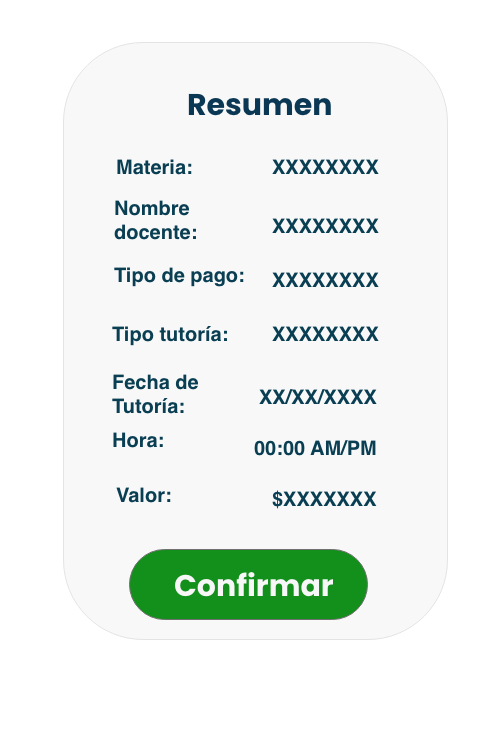 Resumen
Materia: XXXXXXXX
Nombre
docente: XXXXXXXX
Tipo de pago: XXXXXXXX
Tipo tutoría: XXXXXXXX
Fecha de
Tutoría: XX/XX/XXXX
Hora: 00:00 AM/PM
Valor: $XXXXXXX
Confirmar